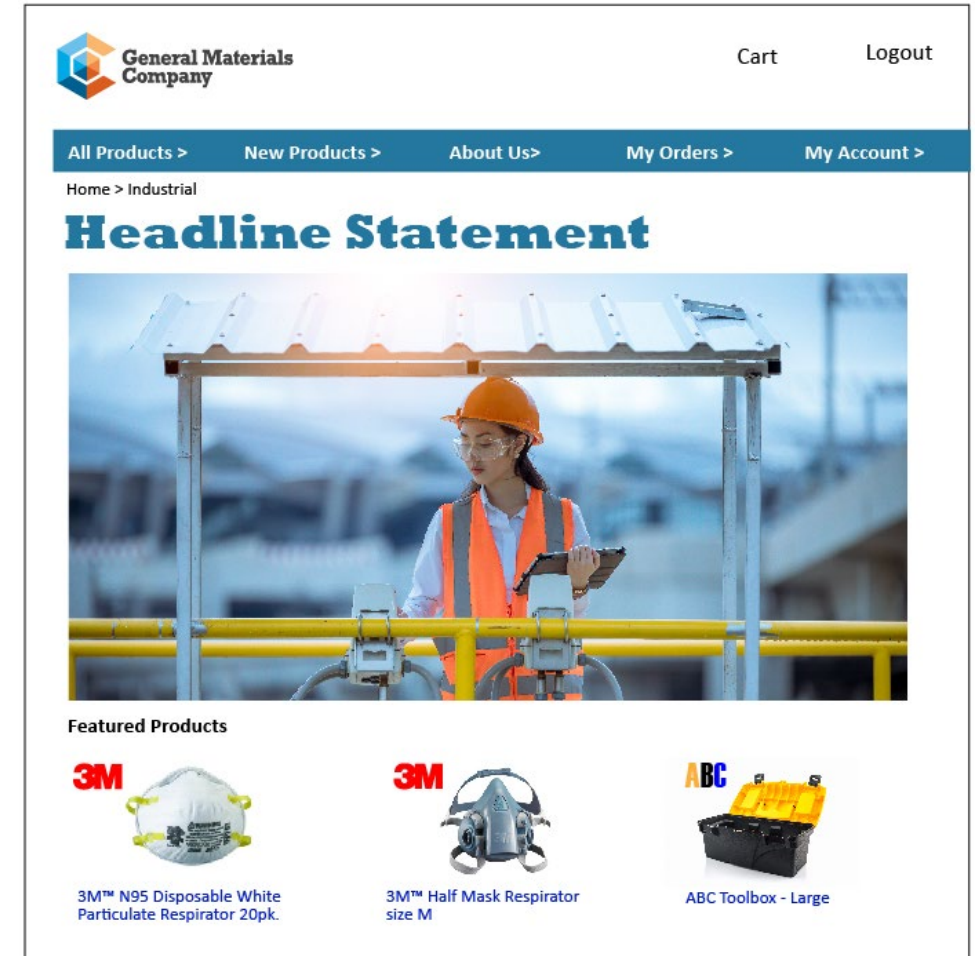 General Materials
Company
Cart
Logout
All Products >
New Products >
About Us>
My Orders >
My Account >
Home > Industrial
Headline Statement
Featured Products
3M
3M
ABC
3M™ N95 Disposable White
Particulate Respirator 20pk.
3M™ Half Mask Respirator
size M
ABC Toolbox - Large